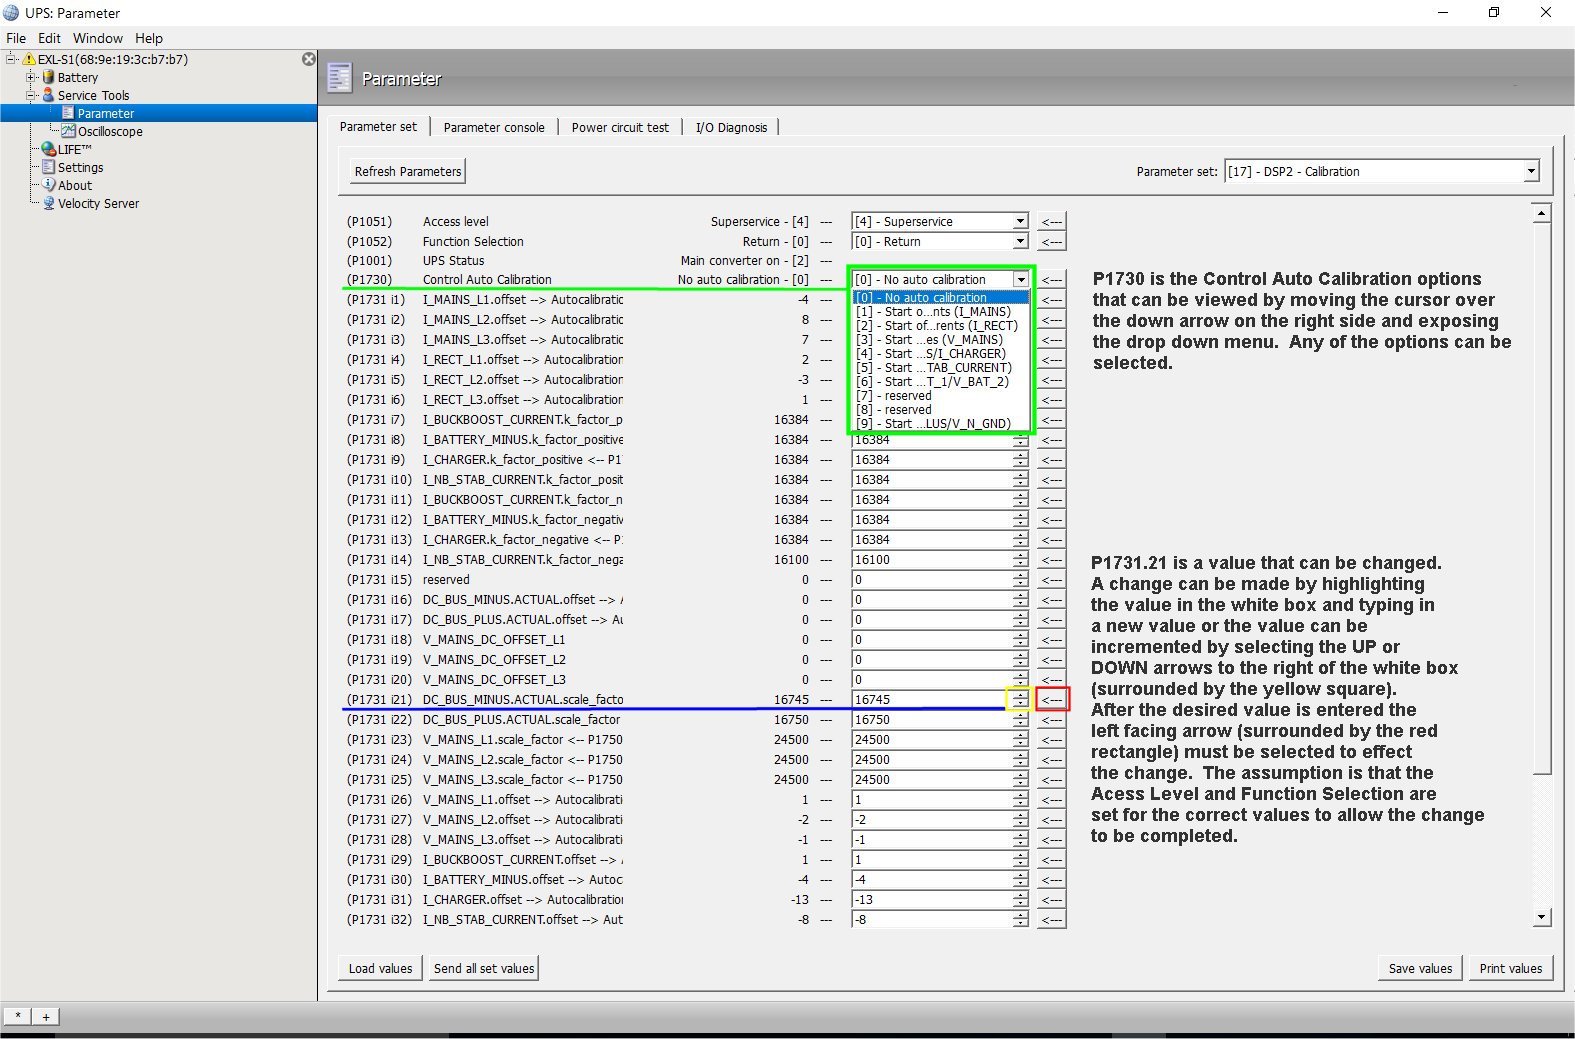 UPS: Parameter
File Edit Window Help
EXL-S1(68:9e:19:3c:b7:b7)
Battery
Service Tools
Parameter
Oscilloscope
LIFE™
Settings
About
Velocity Server
Parameter
Parameter set Parameter console Power circuit test I/O Diagnosis
Refresh Parameters Parameter set: [17] - DSP2 - Calibration
(P1051) Access level Superservice - [4] --- [4] - Superservice <---
(P1052) Function Selection Return - [0] --- [0] - Return <---
(P1001) UPS Status Main converter on - [2] ---
(P1730) Control Auto Calibration No auto calibration - [0] --- [0] - No auto calibration <---
[0] - No auto calibration
[1] - Start o...nts (I_MAINS)
[2] - Start of...rents (I_RECT)
[3] - Start ...es (V_MAINS)
[4] - Start ...S/I_CHARGER)
[5] - Start ...TAB_CURRENT)
[6] - Start ...T_1/V_BAT_2)
[7] - reserved
[8] - reserved
[9] - Start ...LUS/V_N_GND)
(P1731 i1) I_MAINS_L1.offset --> Autocalibratic -4 --- <---
(P1731 i2) I_MAINS_L2.offset --> Autocalibratic 8 --- <---
(P1731 i3) I_MAINS_L3.offset --> Autocalibratic 7 --- <---
(P1731 i4) I_RECT_L1.offset --> Autocalibration 2 --- <---
(P1731 i5) I_RECT_L2.offset --> Autocalibration -3 --- <---
(P1731 i6) I_RECT_L3.offset --> Autocalibration 1 --- <---
(P1731 i7) I_BUCKBOOST_CURRENT.k_factor_p 16384 --- <---
(P1731 i8) I_BATTERY_MINUS.k_factor_positive 16384 --- 16384 <---
(P1731 i9) I_CHARGER.k_factor_positive <-- P1 16384 --- 16384 <---
(P1731 i10) I_NB_STAB_CURRENT.k_factor_posit 16384 --- 16384 <---
(P1731 i11) I_BUCKBOOST_CURRENT.k_factor_n 16384 --- 16384 <---
(P1731 i12) I_BATTERY_MINUS.k_factor_negativ 16384 --- 16384 <---
(P1731 i13) I_CHARGER.k_factor_negative <-- P 16384 --- 16384 <---
(P1731 i14) I_NB_STAB_CURRENT.k_factor_nega 16100 --- 16100 <---
(P1731 i15) reserved 0 --- 0 <---
(P1731 i16) DC_BUS_MINUS.ACTUAL.offset --> 0 --- 0 <---
(P1731 i17) DC_BUS_PLUS.ACTUAL.offset --> Au 0 --- 0 <---
(P1731 i18) V_MAINS_DC_OFFSET_L1 0 --- 0 <---
(P1731 i19) V_MAINS_DC_OFFSET_L2 0 --- 0 <---
(P1731 i20) V_MAINS_DC_OFFSET_L3 0 --- 0 <---
(P1731 i21) DC_BUS_MINUS.ACTUAL.scale_facto 16745 --- 16745 <---
(P1731 i22) DC_BUS_PLUS.ACTUAL.scale_factor 16750 --- 16750 <---
(P1731 i23) V_MAINS_L1.scale_factor <-- P1750 24500 --- 24500 <---
(P1731 i24) V_MAINS_L2.scale_factor <-- P1750 24500 --- 24500 <---
(P1731 i25) V_MAINS_L3.scale_factor <-- P1750 24500 --- 24500 <---
(P1731 i26) V_MAINS_L1.offset --> Autocalibrati 1 --- 1 <---
(P1731 i27) V_MAINS_L2.offset --> Autocalibrati -2 --- -2 <---
(P1731 i28) V_MAINS_L3.offset --> Autocalibrati -1 --- -1 <---
(P1731 i29) I_BUCKBOOST_CURRENT.offset --> 1 --- 1 <---
(P1731 i30) I_BATTERY_MINUS.offset --> Autoc -4 --- -4 <---
(P1731 i31) I_CHARGER.offset --> Autocalibration -13 --- -13 <---
(P1731 i32) I_NB_STAB_CURRENT.offset --> Aut -8 --- -8 <---
P1730 is the Control Auto Calibration options
that can be viewed by moving the cursor over
the down arrow on the right side and exposing
the drop down menu. Any of the options can be
selected.
P1731.21 is a value that can be changed.
A change can be made by highlighting
the value in the white box and typing in
a new value or the value can be
incremented by selecting the UP or
DOWN arrows to the right of the white box
(surrounded by the yellow square).
After the desired value is entered the
left facing arrow (surrounded by the red
rectangle) must be selected to effect
the change. The assumption is that the
Acess Level and Function Selection are
set for the correct values to allow the change
to be completed.
Load values Send all set values Save values Print values
* +